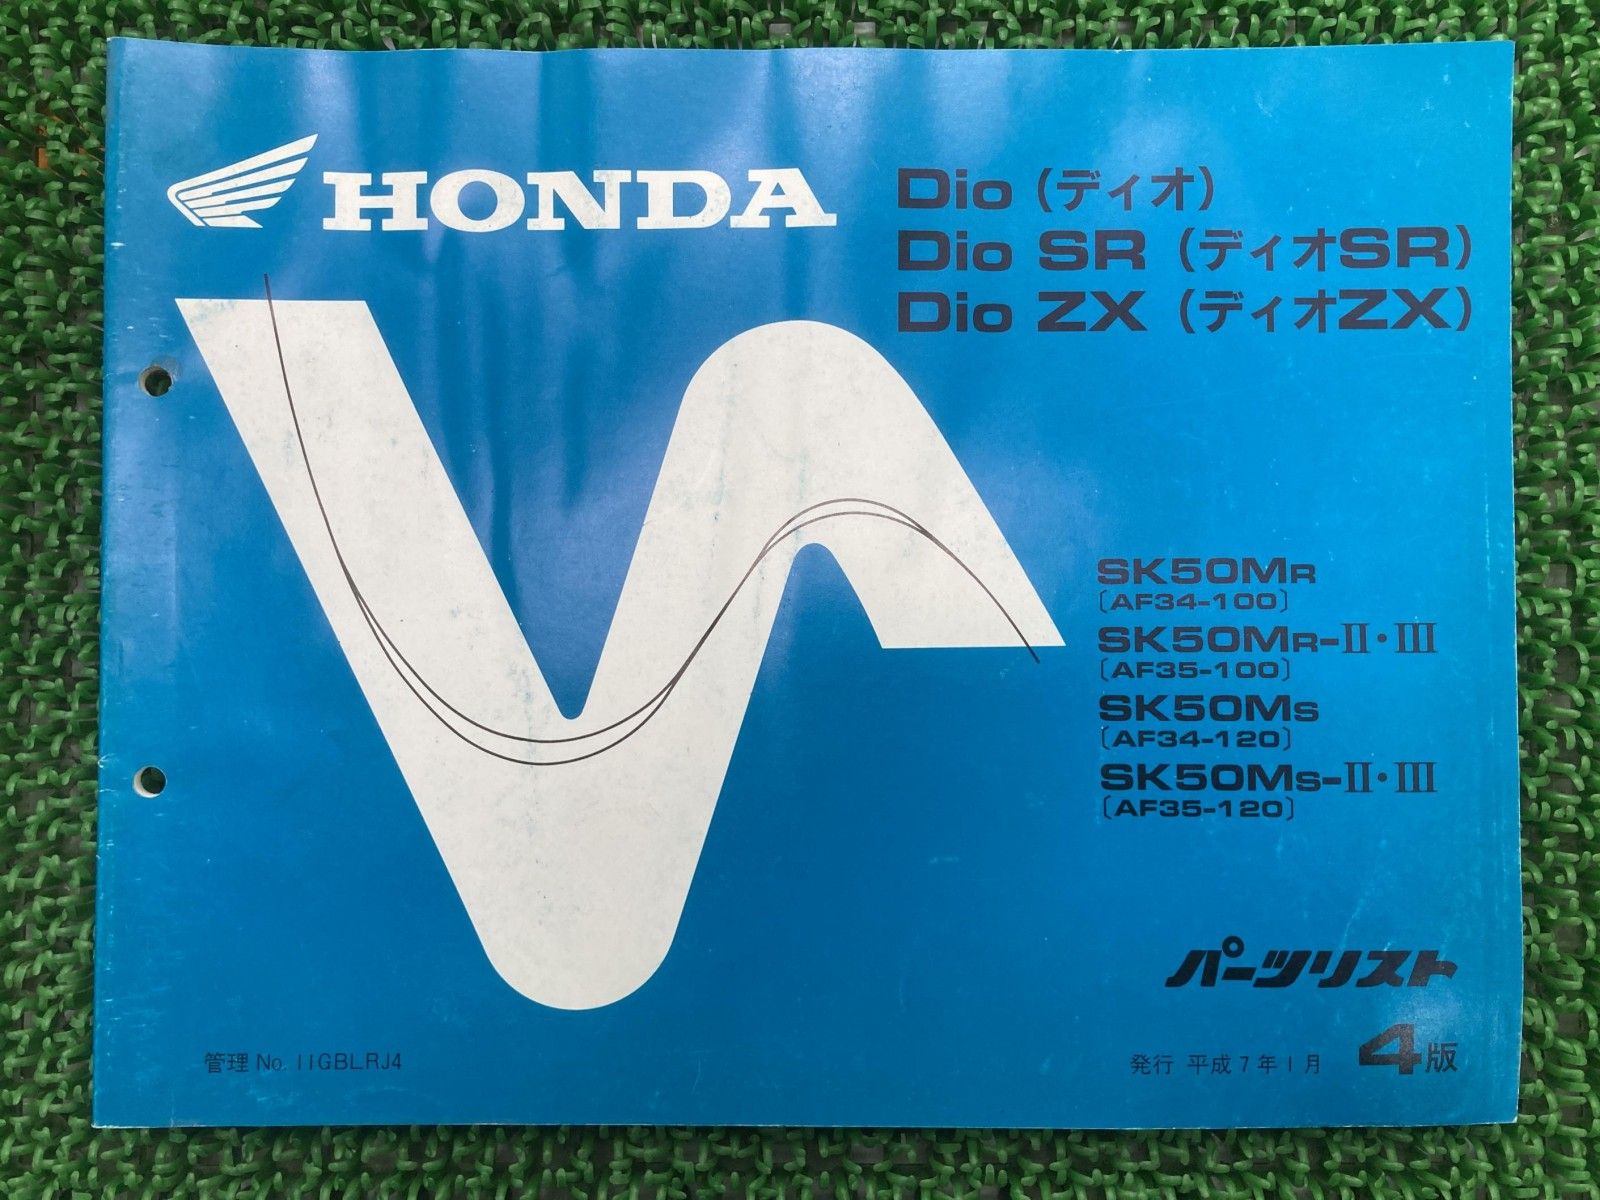 HONDA
Dio (ディオ)
Dio SR (ディオSR)
Dio ZX (ディオZX)
SK50MR
〔AF34-100〕
SK50MR-Ⅱ・Ⅲ
〔AF35-100〕
SK50MS
〔AF34-120〕
SK50MS-Ⅱ・Ⅲ
〔AF35-120〕
パーツリスト
4版
発行 平成7年1月
管理 No. 11GBLRJ4